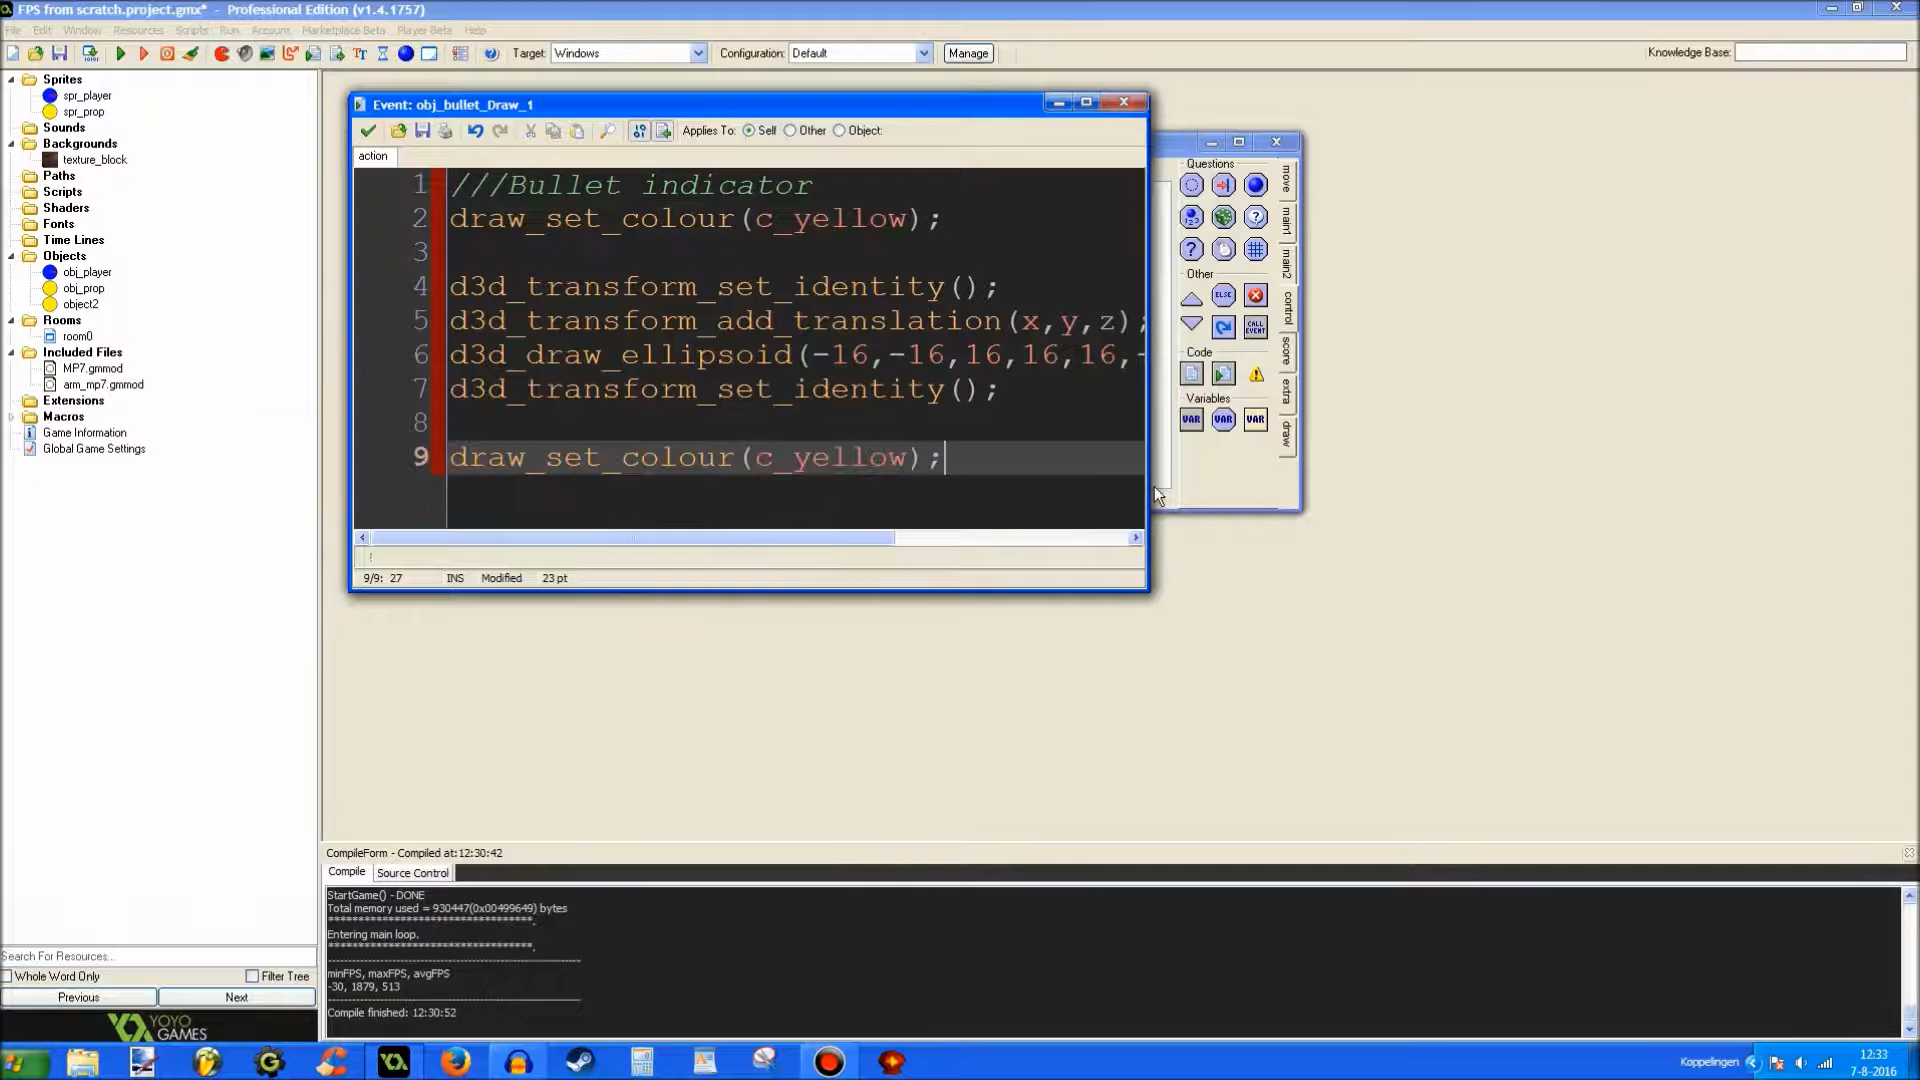 FPS from scratch.project.gmx* - Professional Edition (v1.4.1757)
File Edit Window Resources Scripts Run Account Marketplace Beta Player Beta Help
Target: Windows Configuration: Default Manage Knowledge Base:
Sprites
spr_player
spr_prop
Sounds
Backgrounds
texture_block
Paths
Scripts
Shaders
Fonts
Time Lines
Objects
obj_player
obj_prop
object2
Rooms
room0
Included Files
MP7.gmmod
arm_mp7.gmmod
Extensions
Macros
Game Information
Global Game Settings
Search For Resources...
Whole Word Only Filter Tree
Previous Next
YOYO
GAMES
Event: obj_bullet_Draw_1
Applies To: Self Other Object:
action
1 ///Bullet indicator
2 draw_set_colour(c_yellow);
3
4 d3d_transform_set_identity();
5 d3d_transform_add_translation(x,y,z);
6 d3d_draw_ellipsoid(-16,-16,16,16,16,-
7 d3d_transform_set_identity();
8
9 draw_set_colour(c_yellow);
9/9: 27 INS Modified 23 pt
Questions
Other
ELSE
CALL EVENT
Code
Variables
VAR VAR VAR
move
main1
main2
control
score
extra
draw
CompileForm - Compiled at:12:30:42
Compile Source Control
StartGame() - DONE
Total memory used = 930447(0x00499649) bytes
**********************************.
Entering main loop.
**********************************.
minFPS, maxFPS, avgFPS
-30, 1879, 513
Compile finished: 12:30:52
Koppelingen
12:33
7-8-2016